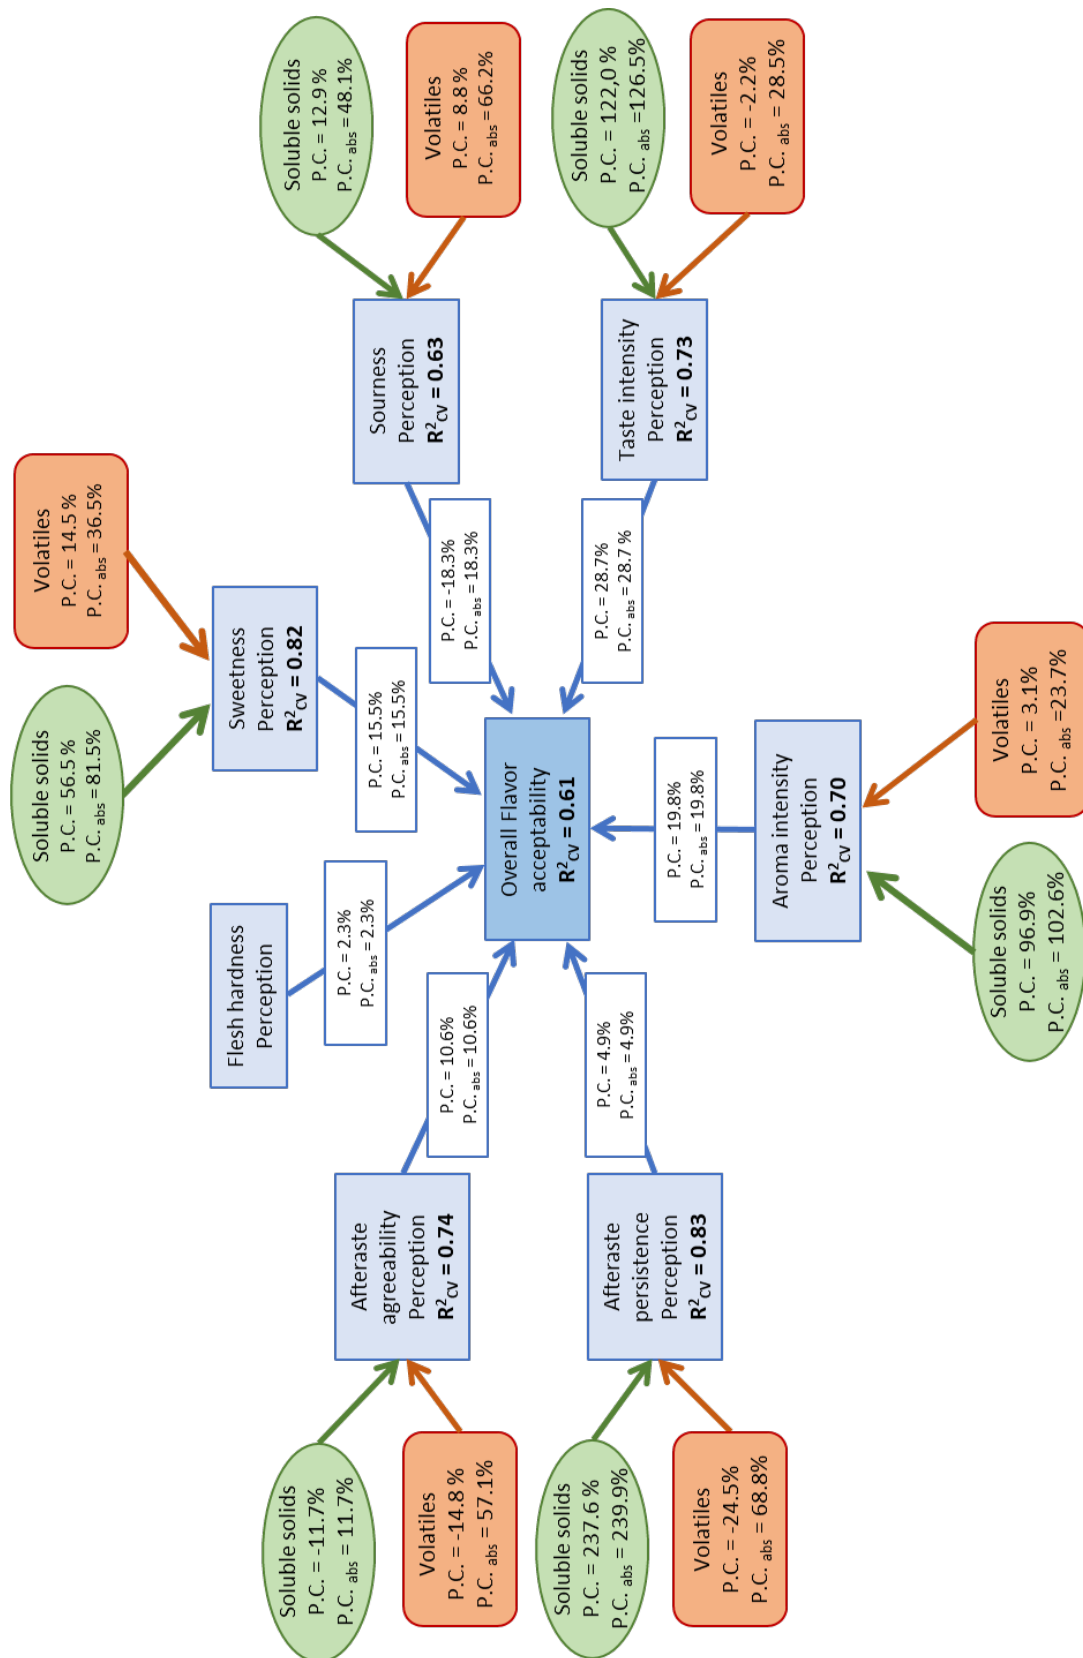 Soluble solids
P.C. = -11.7%
P.C. abs = 11.7%
Volatiles
P.C. = -14.8 %
P.C. abs = 57.1%
Soluble solids
P.C. = 237.6 %
P.C. abs = 239.9%
Volatiles
P.C. = -24.5%
P.C. abs = 68.8%
Afteraste
agreeability
Perception
R²CV = 0.74
Afteraste
persistence
Perception
R²CV = 0.83
Flesh hardness
Perception
P.C. = 2.3%
P.C. abs = 2.3%
P.C. = 10.6%
P.C. abs = 10.6%
P.C. = 4.9%
P.C. abs = 4.9%
Soluble solids
P.C. = 56.5 %
P.C. abs = 81.5%
Volatiles
P.C. = 14.5 %
P.C. abs = 36.5%
Sweetness
Perception
R²CV = 0.82
P.C. = 15.5%
P.C. abs = 15.5%
Overall Flavor
acceptability
R²CV = 0.61
P.C. = 19.8%
P.C. abs = 19.8%
Aroma intensity
Perception
R²CV = 0.70
Soluble solids
P.C. = 96.9%
P.C. abs = 102.6%
Volatiles
P.C. = 3.1%
P.C. abs =23.7%
P.C. = -18.3%
P.C. abs = 18.3%
P.C. = 28.7%
P.C. abs = 28.7 %
Sourness
Perception
R²CV = 0.63
Taste intensity
Perception
R²CV = 0.73
Soluble solids
P.C. = 12.9 %
P.C. abs = 48.1%
Volatiles
P.C. = 8.8 %
P.C. abs = 66.2%
Soluble solids
P.C. = 122,0 %
P.C. abs =126.5%
Volatiles
P.C. = -2.2%
P.C. abs = 28.5%